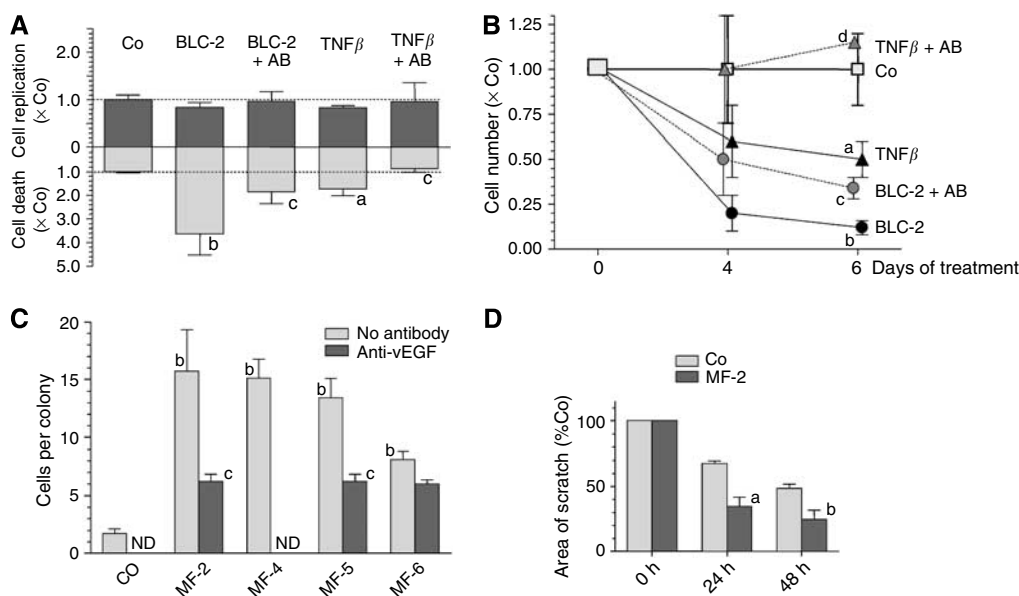 A
Co
BLC-2
BLC-2
+ AB
TNFβ
TNFβ
+ AB
Cell replication
(× Co)
2.0
1.0
0
Cell death
(× Co)
1.0
2.0
3.0
4.0
5.0
b
c
a
c
B
Cell number (× Co)
1.25
1.00
0.75
0.50
0.25
0.00
d
TNFβ + AB
Co
a
TNFβ
c
BLC-2 + AB
b
BLC-2
0
4
6
Days of treatment
C
Cells per colony
20
15
10
5
0
No antibody
Anti-vEGF
b
b
b
b
c
c
ND
ND
CO
MF-2
MF-4
MF-5
MF-6
D
Co
MF-2
Area of scratch (%Co)
100
50
0
a
b
0 h
24 h
48 h